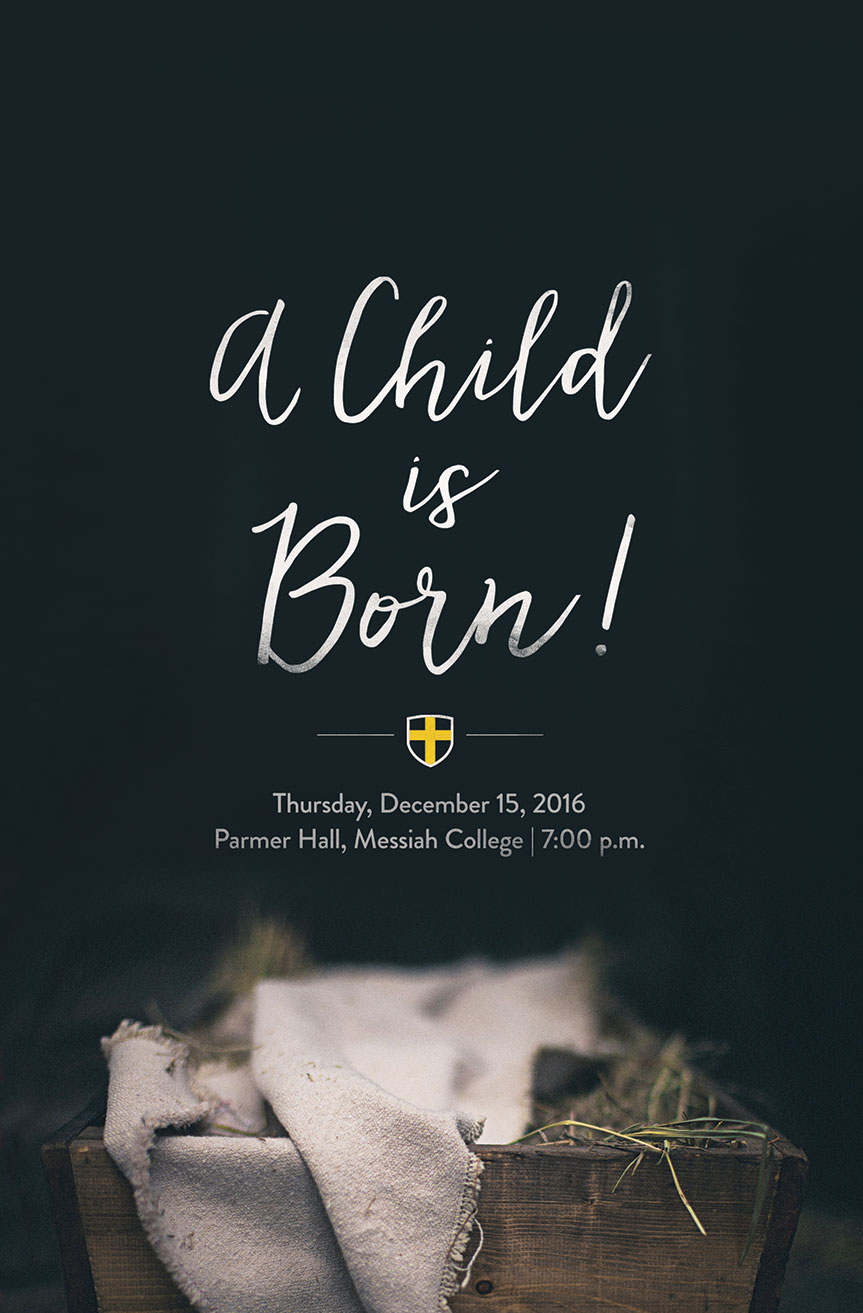 A Child
is
Born!
Thursday, December 15, 2016
Parmer Hall, Messiah College | 7:00 p.m.